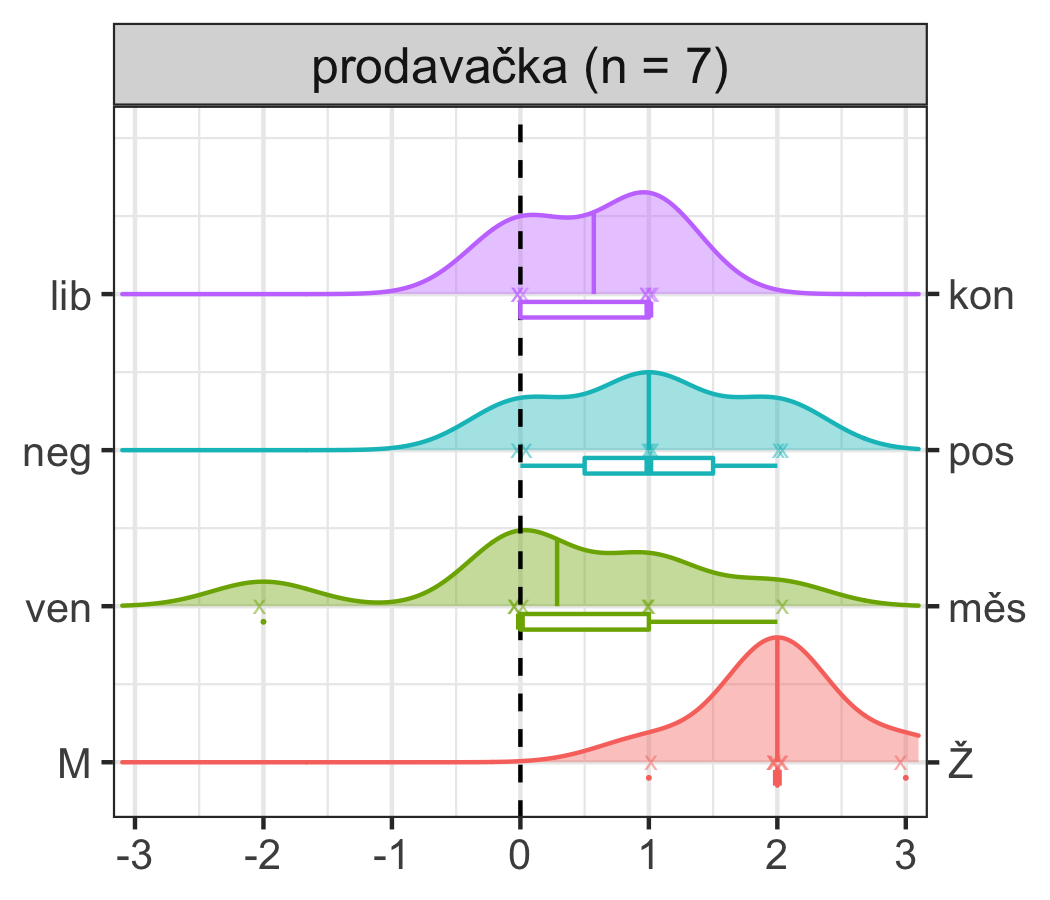 prodavačka (n = 7)
lib kon
neg pos
ven měs
M Ž
-3 -2 -1 0 1 2 3